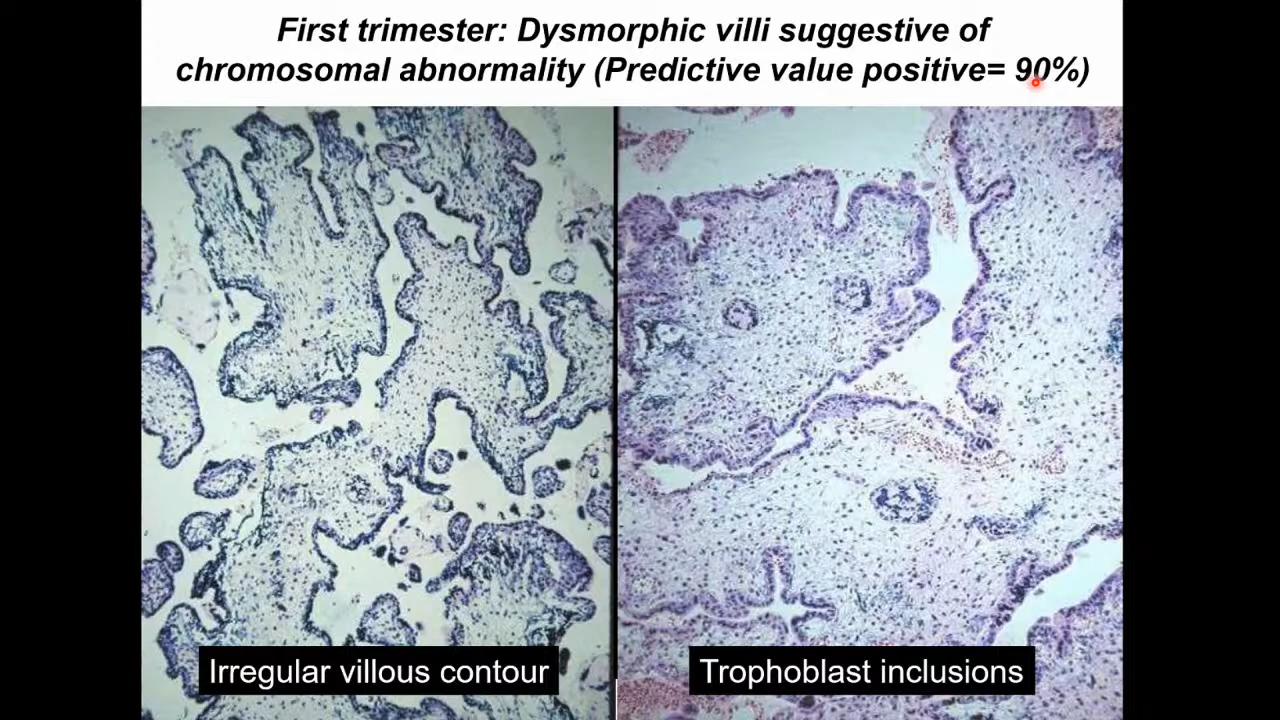 First trimester: Dysmorphic villi suggestive of
chromosomal abnormality (Predictive value positive= 90%)
Irregular villous contour
Trophoblast inclusions